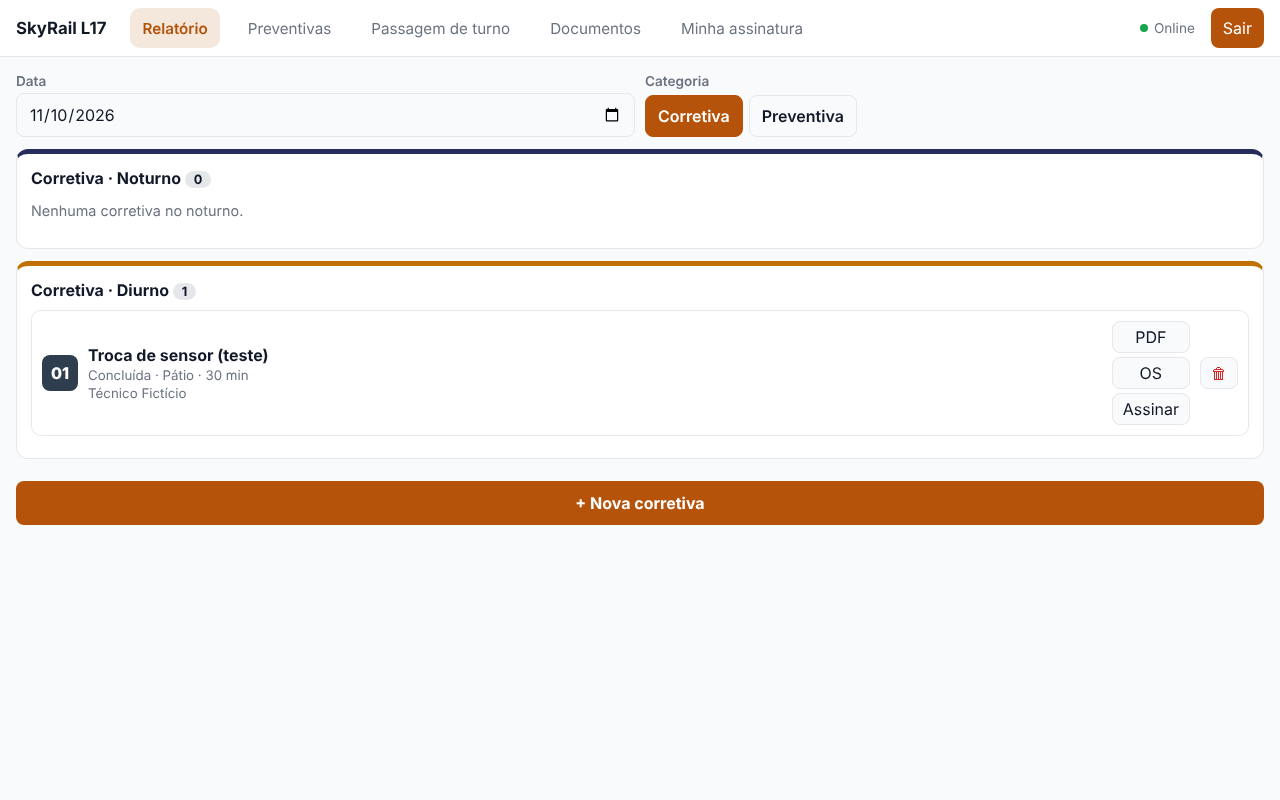 SkyRail L17 Relatório Preventivas Passagem de turno Documentos Minha assinatura Online Sair
Data
11/10/2026
Categoria
Corretiva Preventiva
Corretiva · Noturno 0
Nenhuma corretiva no noturno.
Corretiva · Diurno 1
01
Troca de sensor (teste)
Concluída · Pátio · 30 min
Técnico Fictício
PDF
OS
Assinar
+ Nova corretiva